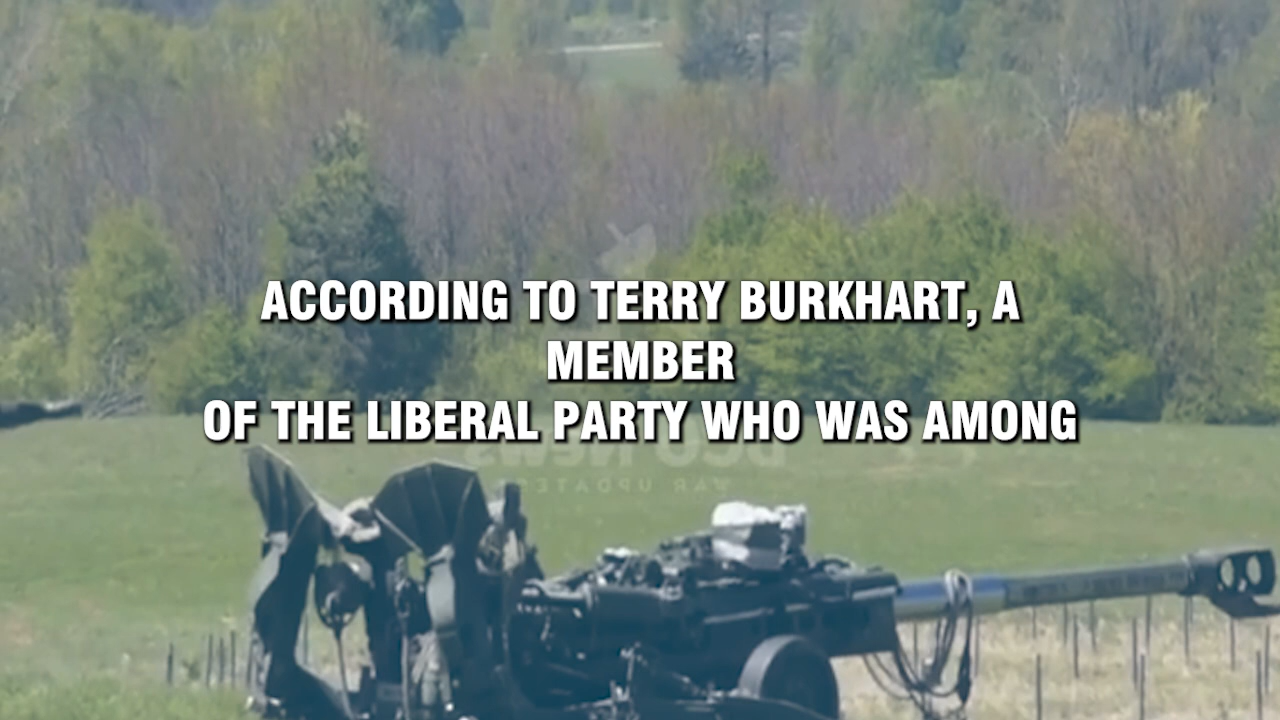 ACCORDING TO TERRY BURKHART, A
MEMBER
OF THE LIBERAL PARTY WHO WAS AMONG